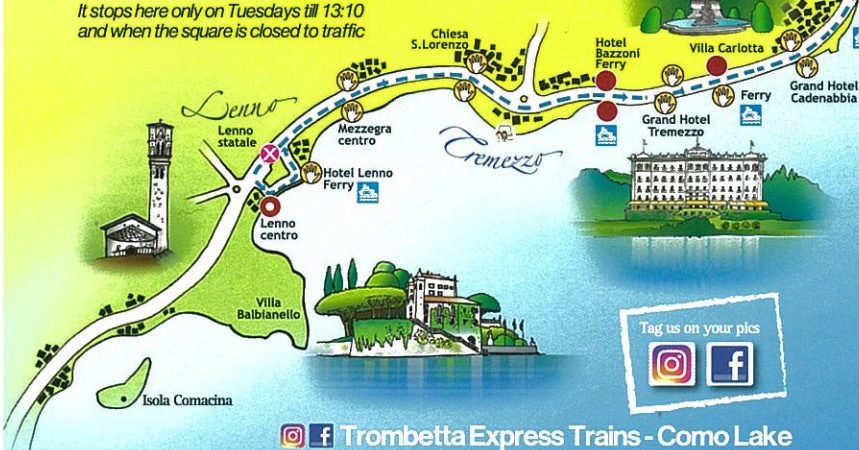 It stops here only on Tuesdays till 13:10
and when the square is closed to traffic
Chiesa
S.Lorenzo
Hotel
Bazzoni
Ferry
Villa Carlotta
Grand Hotel
Cadenabbia
Ferry
Grand Hotel
Tremezzo
Lenno
Lenno
statale
Mezzegra
centro
Tremezzo
Hotel Lenno
Ferry
Lenno
centro
Villa
Balbianello
Isola Comacina
Tag us on your pics
Trombetta Express Trains - Como Lake